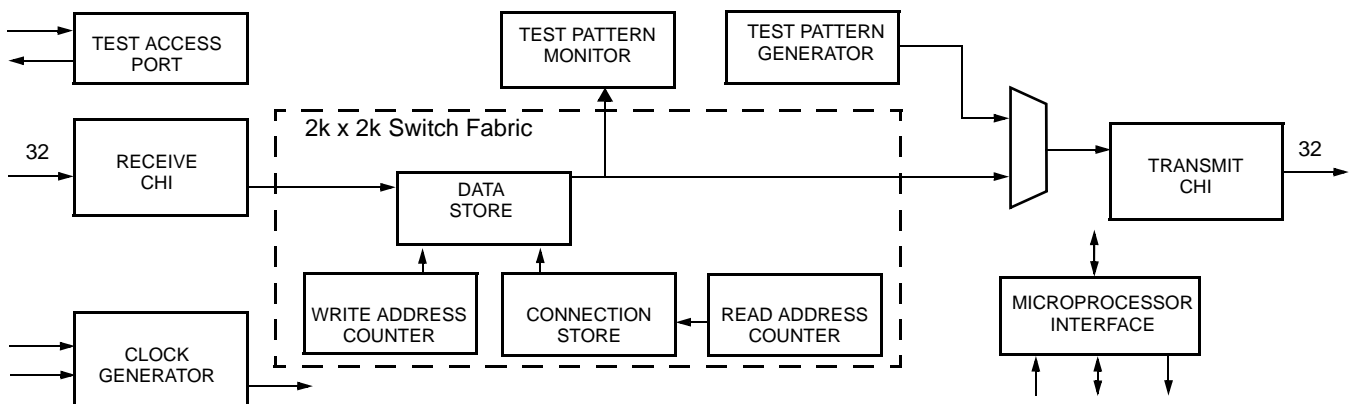 TEST ACCESS
PORT
TEST PATTERN
MONITOR
TEST PATTERN
GENERATOR
2k x 2k Switch Fabric
32
RECEIVE
CHI
DATA
STORE
TRANSMIT
CHI
32
WRITE ADDRESS
COUNTER
CONNECTION
STORE
READ ADDRESS
COUNTER
MICROPROCESSOR
INTERFACE
CLOCK
GENERATOR